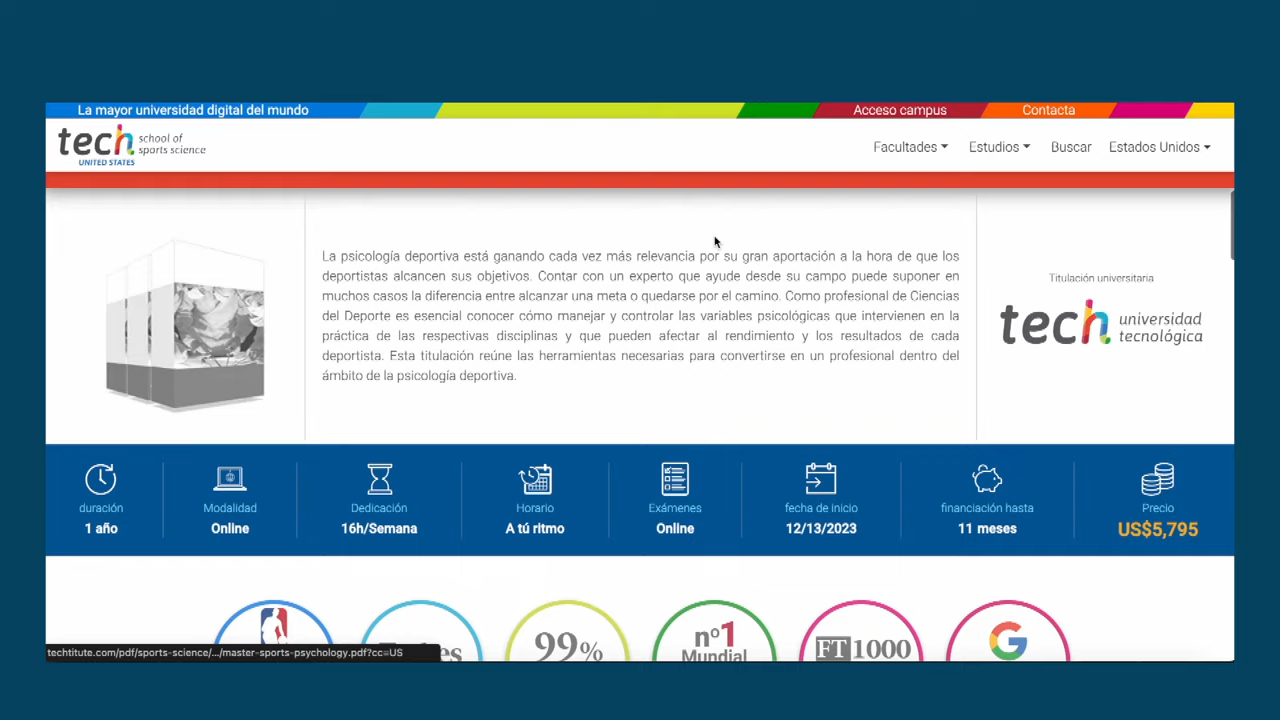 La mayor universidad digital del mundo
Acceso campus
Contacta
tech school of sports science
UNITED STATES
Facultades
Estudios
Buscar
Estados Unidos
La psicología deportiva está ganando cada vez más relevancia por su gran aportación a la hora de que los
deportistas alcancen sus objetivos. Contar con un experto que ayude desde su campo puede suponer en
muchos casos la diferencia entre alcanzar una meta o quedarse por el camino. Como profesional de Ciencias
del Deporte es esencial conocer cómo manejar y controlar las variables psicológicas que intervienen en la
práctica de las respectivas disciplinas y que pueden afectar al rendimiento y los resultados de cada
deportista. Esta titulación reúne las herramientas necesarias para convertirse en un profesional dentro del
ámbito de la psicología deportiva.
Titulación universitaria
tech universidad
tecnológica
duración
1 año
Modalidad
Online
Dedicación
16h/Semana
Horario
A tú ritmo
Exámenes
Online
fecha de inicio
12/13/2023
financiación hasta
11 meses
Precio
US$5,795
99%
nº1
Mundial
FT1000
G
techtitute.com/pdf/sports-science/.../master-sports-psychology.pdf?cc=US